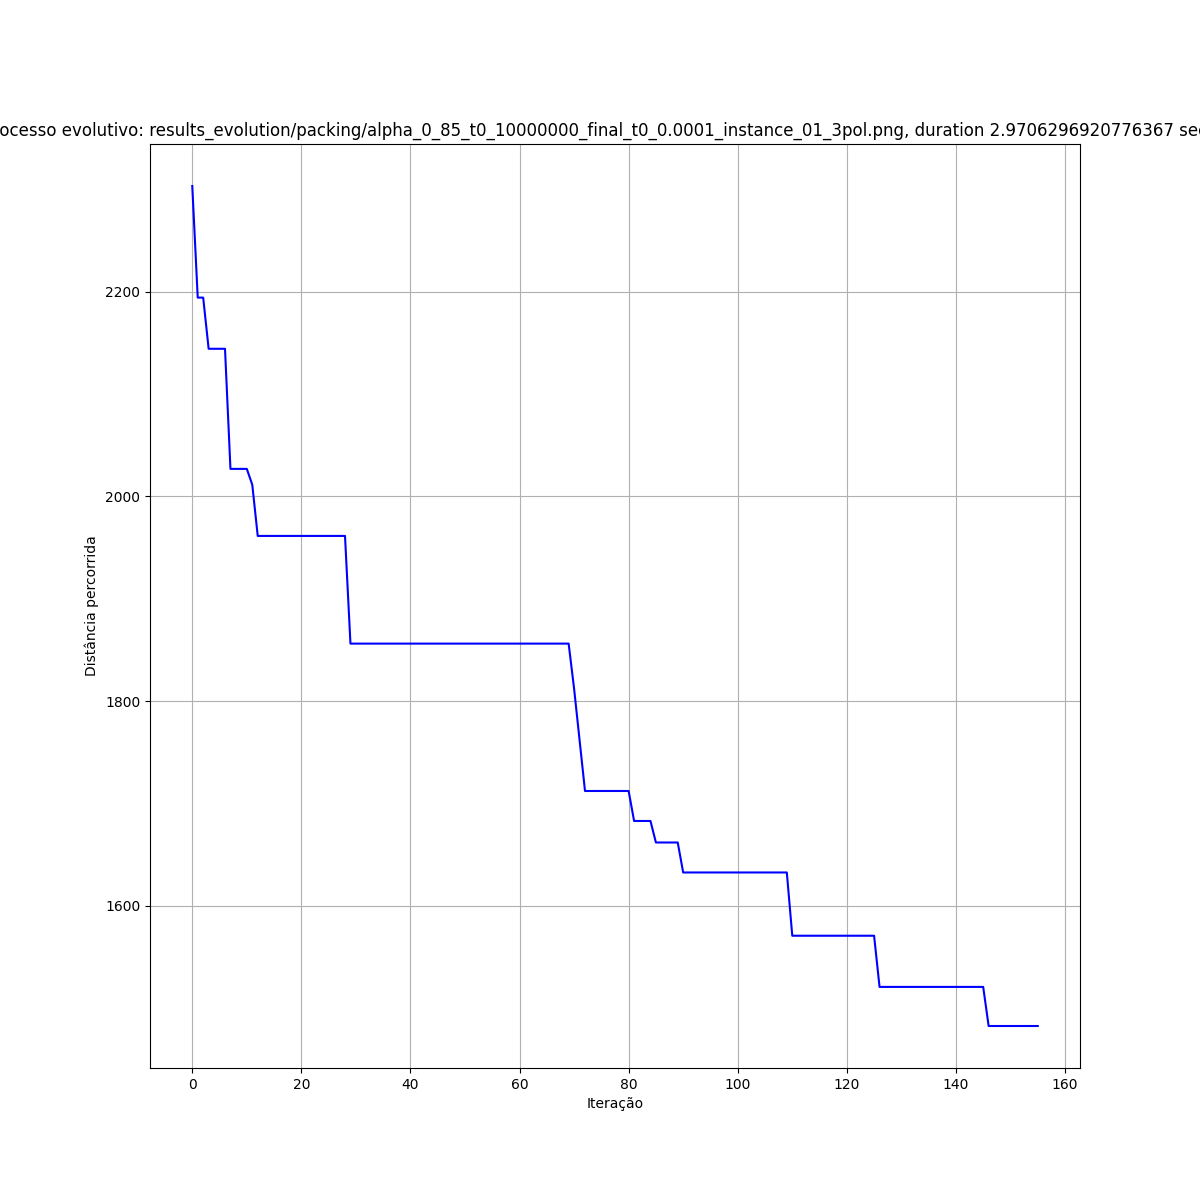 ocesso evolutivo: results_evolution/packing/alpha_0_85_t0_10000000_final_t0_0.0001_instance_01_3pol.png, duration 2.9706296920776367 se
2200
2000
1800
1600
Distância percorrida
0 20 40 60 80 100 120 140 160
Iteração